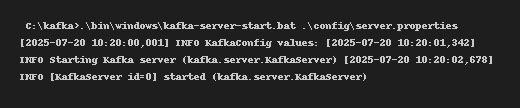 C:\kafka>.\bin\windows\kafka-server-start.bat .\config\server.properties
[2025-07-20 10:20:00,001] INFO KafkaConfig values: [2025-07-20 10:20:01,342]
INFO Starting Kafka server (kafka.server.KafkaServer) [2025-07-20 10:20:02,678]
INFO [KafkaServer id=0] started (kafka.server.KafkaServer)